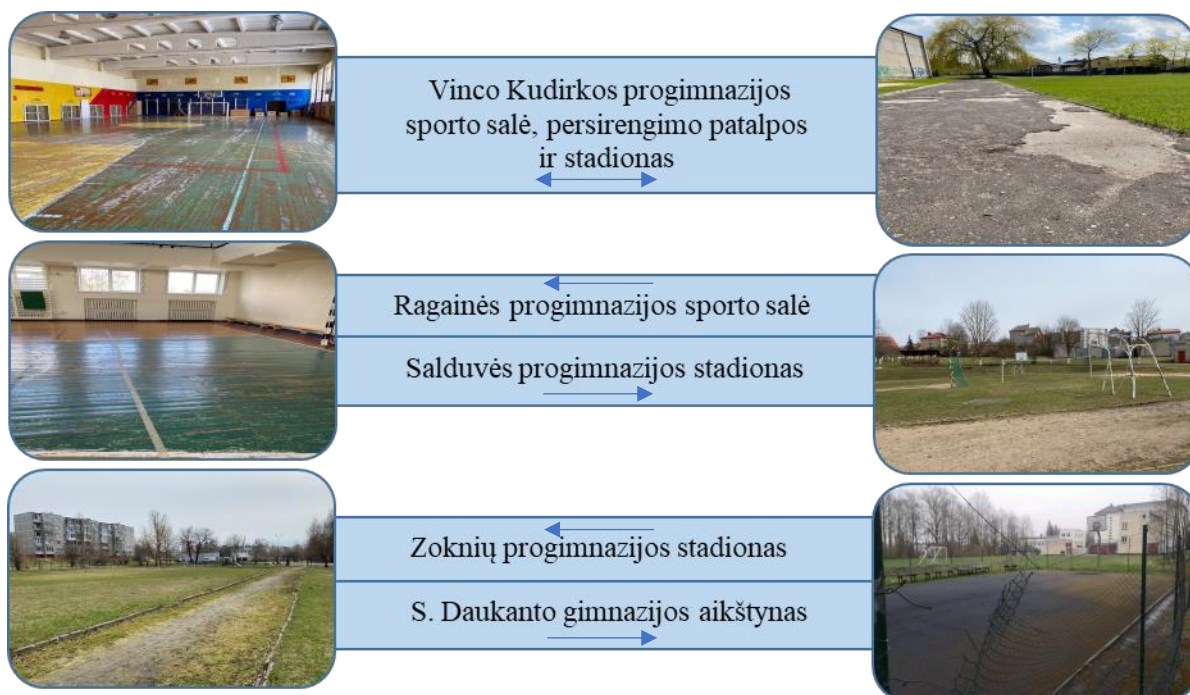 Vinco Kudirkos progimnazijos
sporto salė, persirengimo patalpos
ir stadionas
Ragainės progimnazijos sporto salė
Salduvės progimnazijos stadionas
Zoknių progimnazijos stadionas
S. Daukanto gimnazijos aikštynas